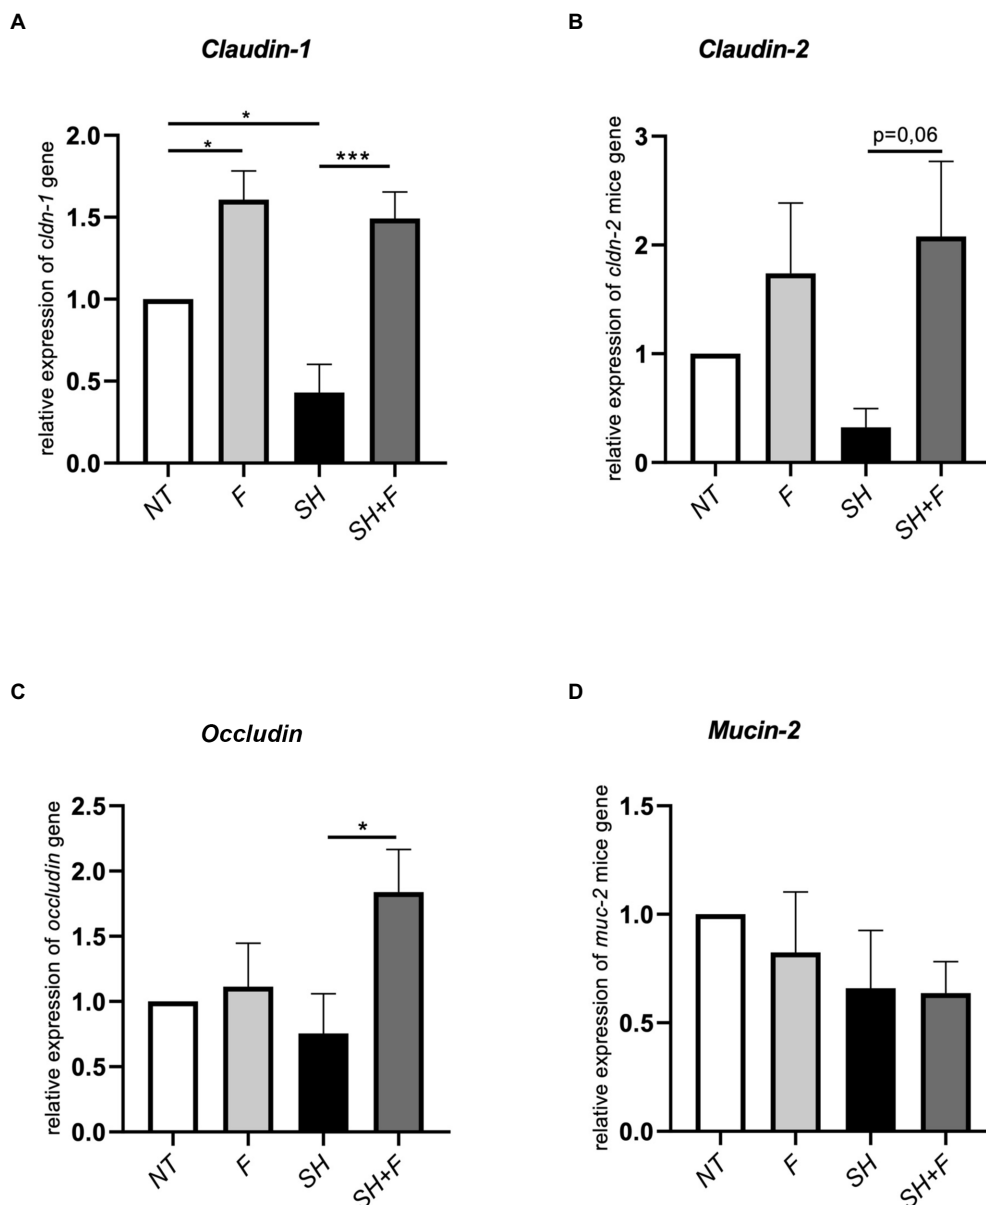 A
Claudin-1
relative expression of cldn-1 gene
2.0
1.5
1.0
0.5
0.0
*
*
***
NT
F
SH
SH+F
B
Claudin-2
relative expression of cldn-2 mice gene
3
2
1
0
p=0,06
NT
F
SH
SH+F
C
Occludin
relative expression of occludin gene
2.5
2.0
1.5
1.0
0.5
0.0
*
NT
F
SH
SH+F
D
Mucin-2
relative expression of muc-2 mice gene
1.5
1.0
0.5
0.0
NT
F
SH
SH+F